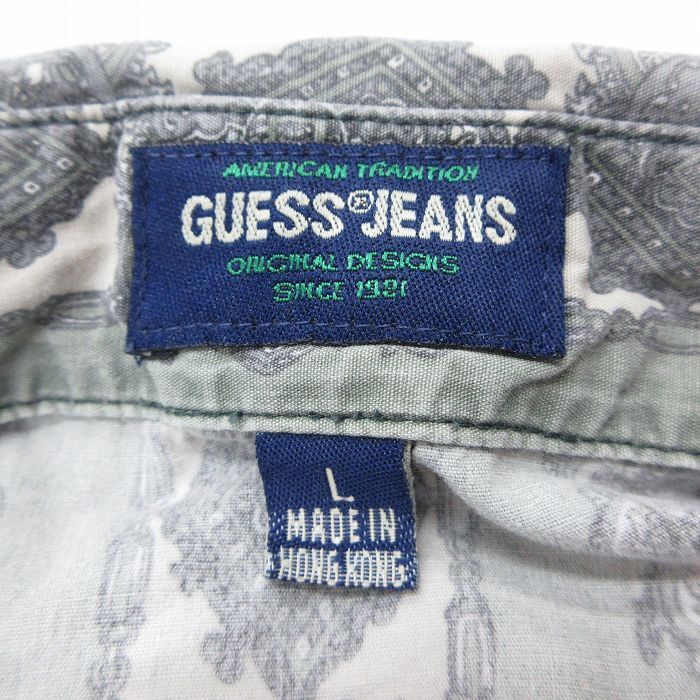 AMERICAN TRADITION
GUESS® JEANS
ORIGINAL DESIGNS
SINCE 1981
L
MADE IN
HONG KONG